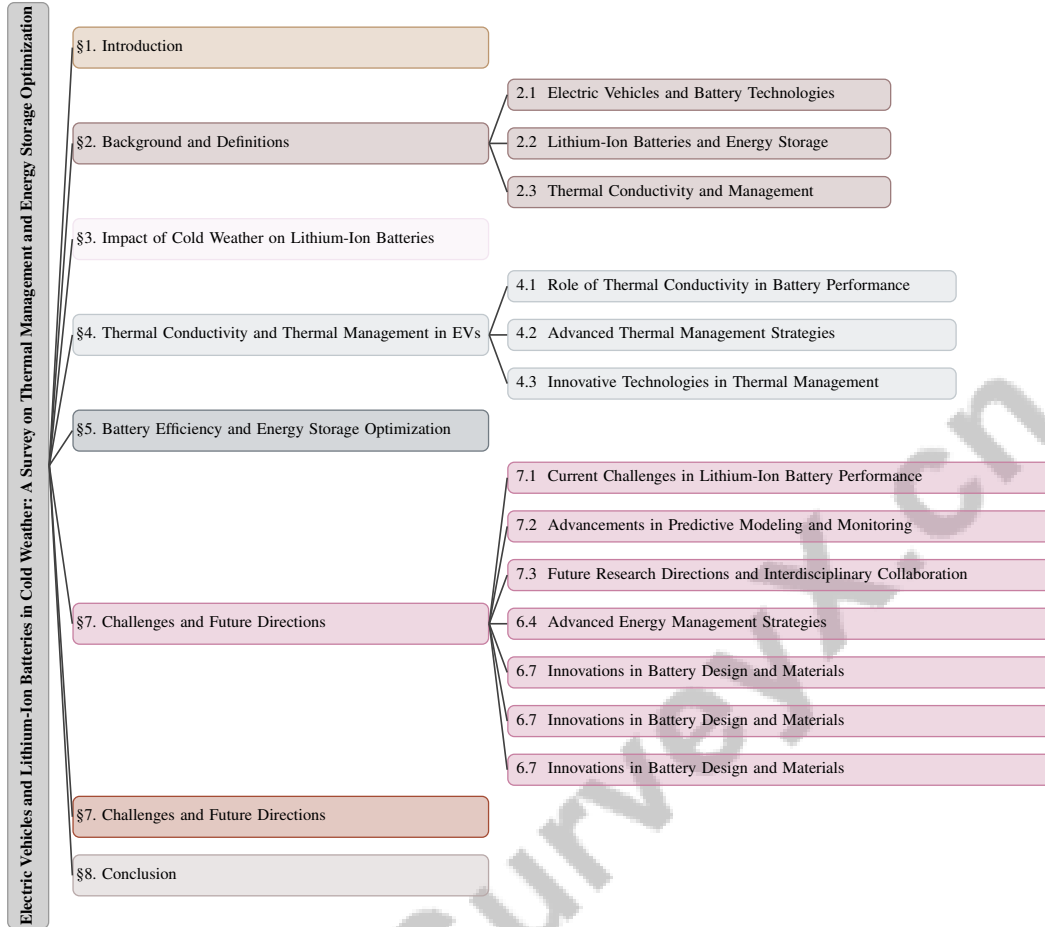 Electric Vehicles and Lithium-Ion Batteries in Cold Weather: A Survey on Thermal Management and Energy Storage Optimization
§1. Introduction
§2. Background and Definitions
2.1 Electric Vehicles and Battery Technologies
2.2 Lithium-Ion Batteries and Energy Storage
2.3 Thermal Conductivity and Management
§3. Impact of Cold Weather on Lithium-Ion Batteries
§4. Thermal Conductivity and Thermal Management in EVs
4.1 Role of Thermal Conductivity in Battery Performance
4.2 Advanced Thermal Management Strategies
4.3 Innovative Technologies in Thermal Management
§5. Battery Efficiency and Energy Storage Optimization
§7. Challenges and Future Directions
7.1 Current Challenges in Lithium-Ion Battery Performance
7.2 Advancements in Predictive Modeling and Monitoring
7.3 Future Research Directions and Interdisciplinary Collaboration
6.4 Advanced Energy Management Strategies
6.7 Innovations in Battery Design and Materials
6.7 Innovations in Battery Design and Materials
6.7 Innovations in Battery Design and Materials
§7. Challenges and Future Directions
§8. Conclusion
SurveyX.cn